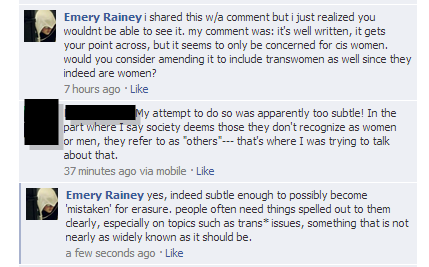 Emery Rainey i shared this w/a comment but i just realized you
wouldnt be able to see it. my comment was: it's well written, it gets
your point across, but it seems to only be concerned for cis women.
would you consider amending it to include transwomen as well since they
indeed are women?
7 hours ago · Like
My attempt to do so was apparently too subtle! In the
part where I say society deems those they don't recognize as women
or men, they refer to as "others"--- that's where I was trying to talk
about that.
37 minutes ago via mobile · Like
Emery Rainey yes, indeed subtle enough to possibly become
'mistaken' for erasure. people often need things spelled out to them
clearly, especially on topics such as trans* issues, something that is not
nearly as widely known as it should be.
a few seconds ago · Like